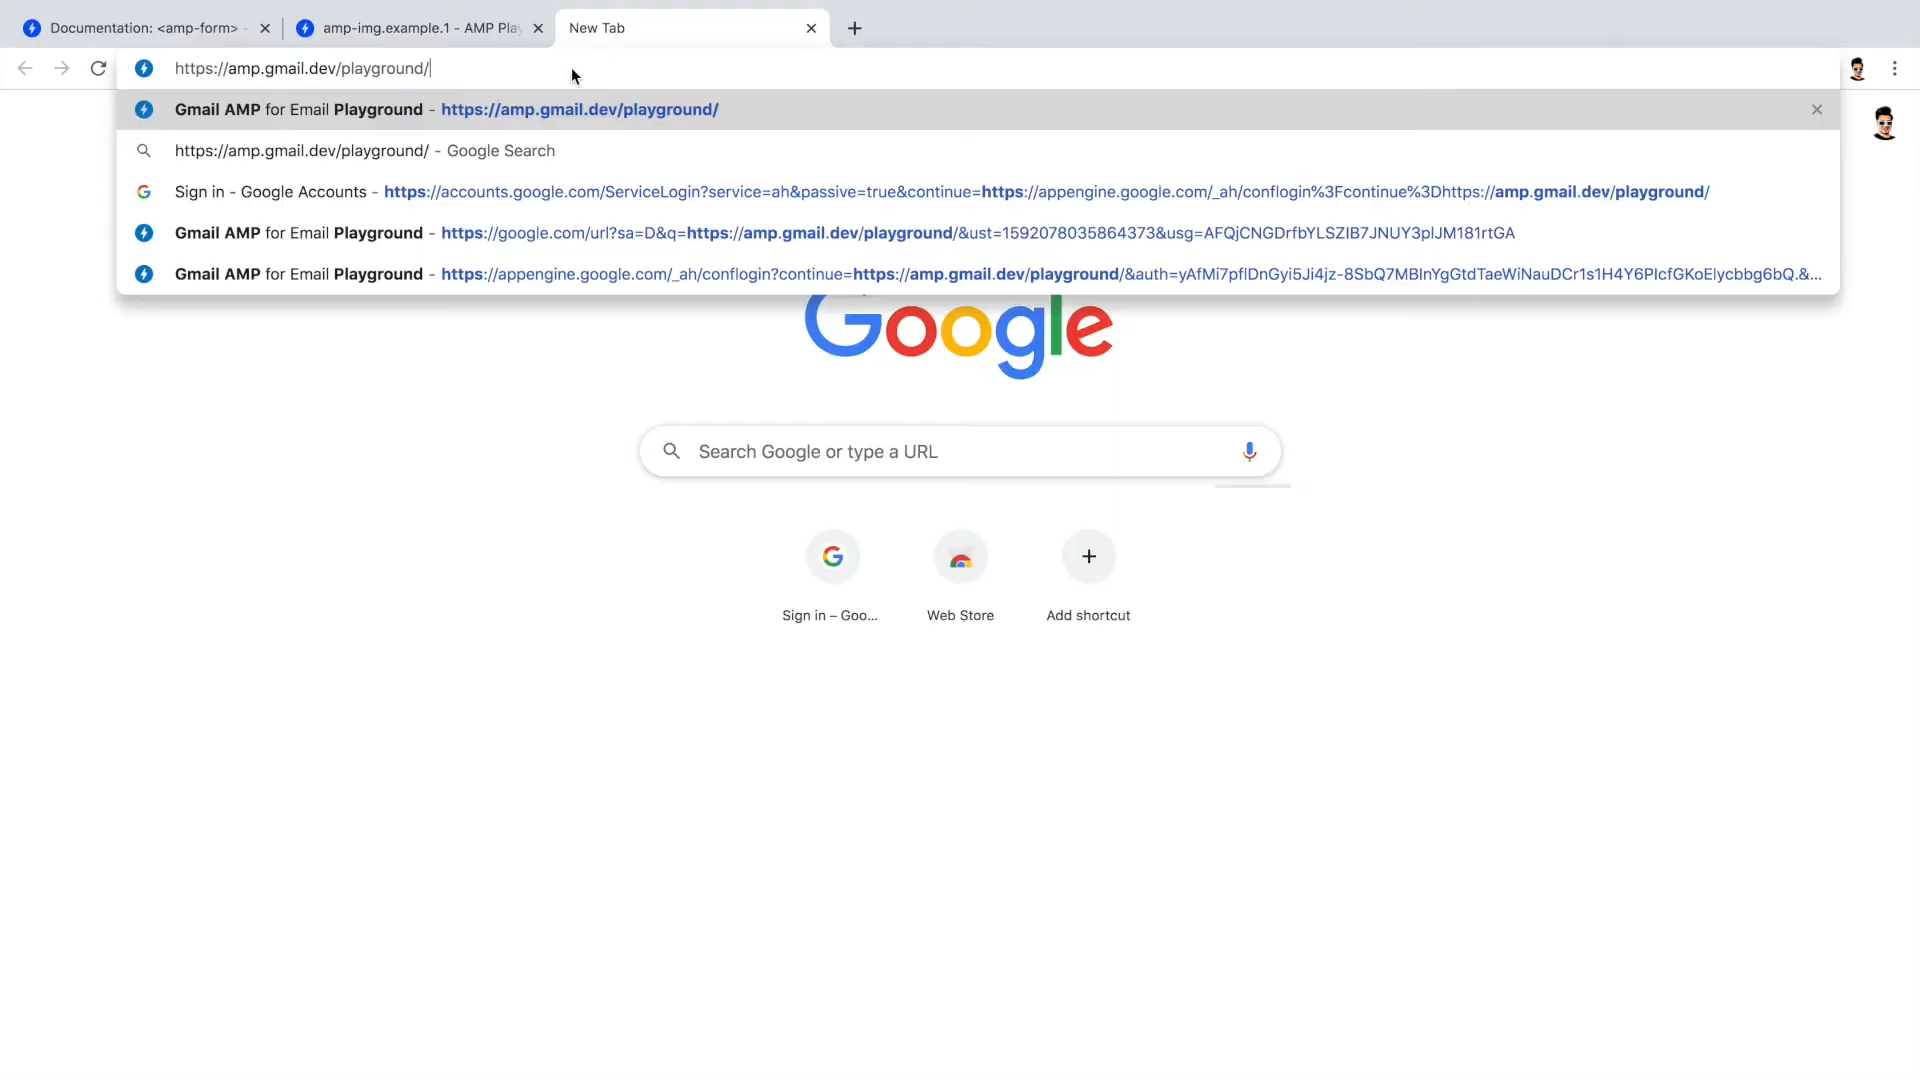 Documentation: <amp-form> -
amp-img.example.1 - AMP Pla
New Tab
https://amp.gmail.dev/playground/
Gmail AMP for Email Playground - https://amp.gmail.dev/playground/
https://amp.gmail.dev/playground/ - Google Search
Sign in - Google Accounts - https://accounts.google.com/ServiceLogin?service=ah&passive=true&continue=https://appengine.google.com/_ah/conflogin%3Fcontinue%3Dhttps://amp.gmail.dev/playground/
Gmail AMP for Email Playground - https://google.com/url?sa=D&q=https://amp.gmail.dev/playground/&ust=1592078035864373&usg=AFQjCNGDrfbYLSZIB7JNUY3plJM181rtGA
Gmail AMP for Email Playground - https://appengine.google.com/_ah/conflogin?continue=https://amp.gmail.dev/playground/&auth=yAfMi7pflDnGyi5Ji4jz-8SbQ7MBlnYgGtdTaeWiNauDCr1s1H4Y6PIcfGKoElycbbg6bQ.&...
Google
Search Google or type a URL
Sign in – Goo...
Web Store
Add shortcut